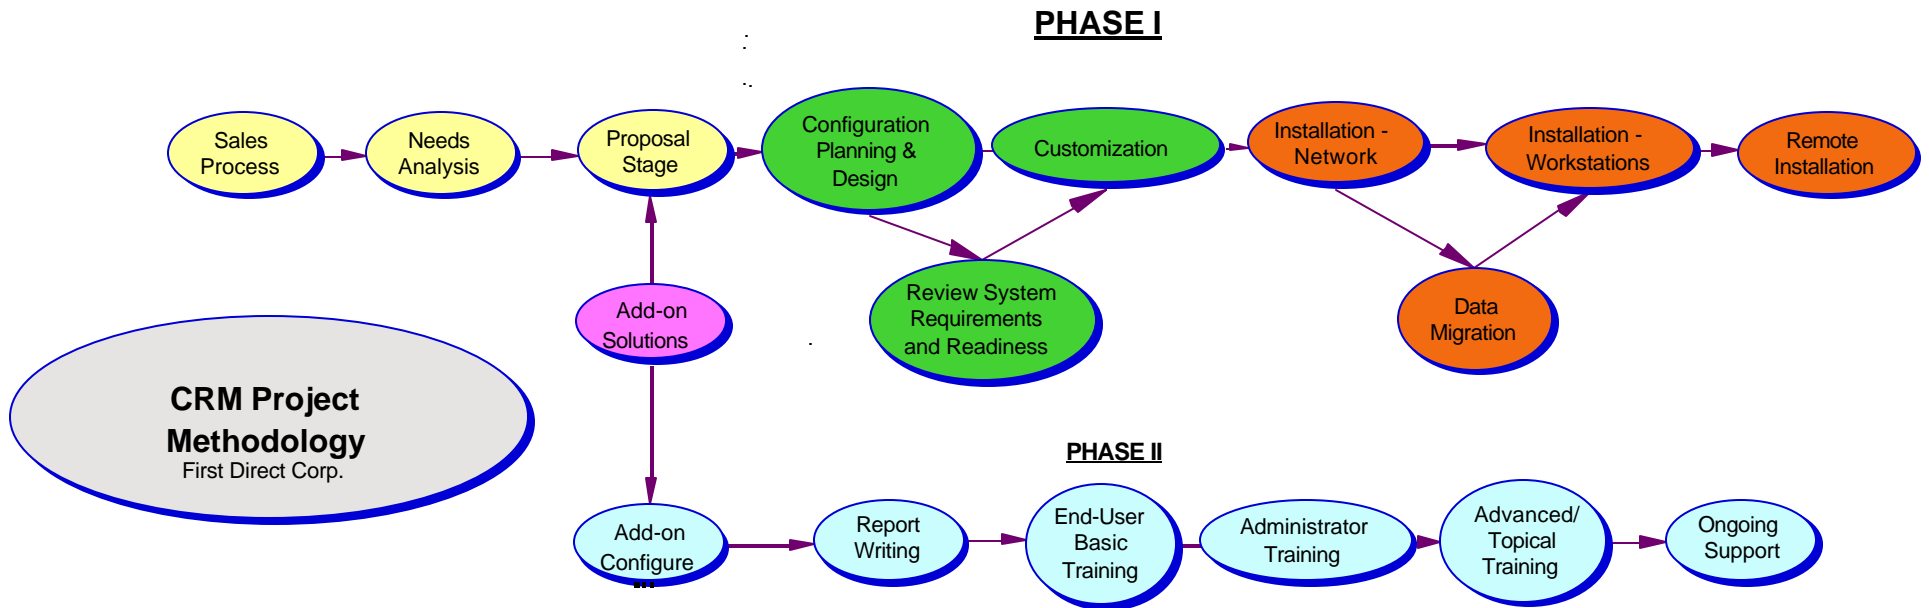 PHASE I
Sales
Process
Needs
Analysis
Proposal
Stage
Configuration
Planning &
Design
Customization
Installation -
Network
Installation -
Workstations
Remote
Installation
Add-on
Solutions
Review System
Requirements
and Readiness
Data
Migration
CRM Project
Methodology
First Direct Corp.
PHASE II
Add-on
Configure
Report
Writing
End-User
Basic
Training
Administrator
Training
Advanced/
Topical
Training
Ongoing
Support